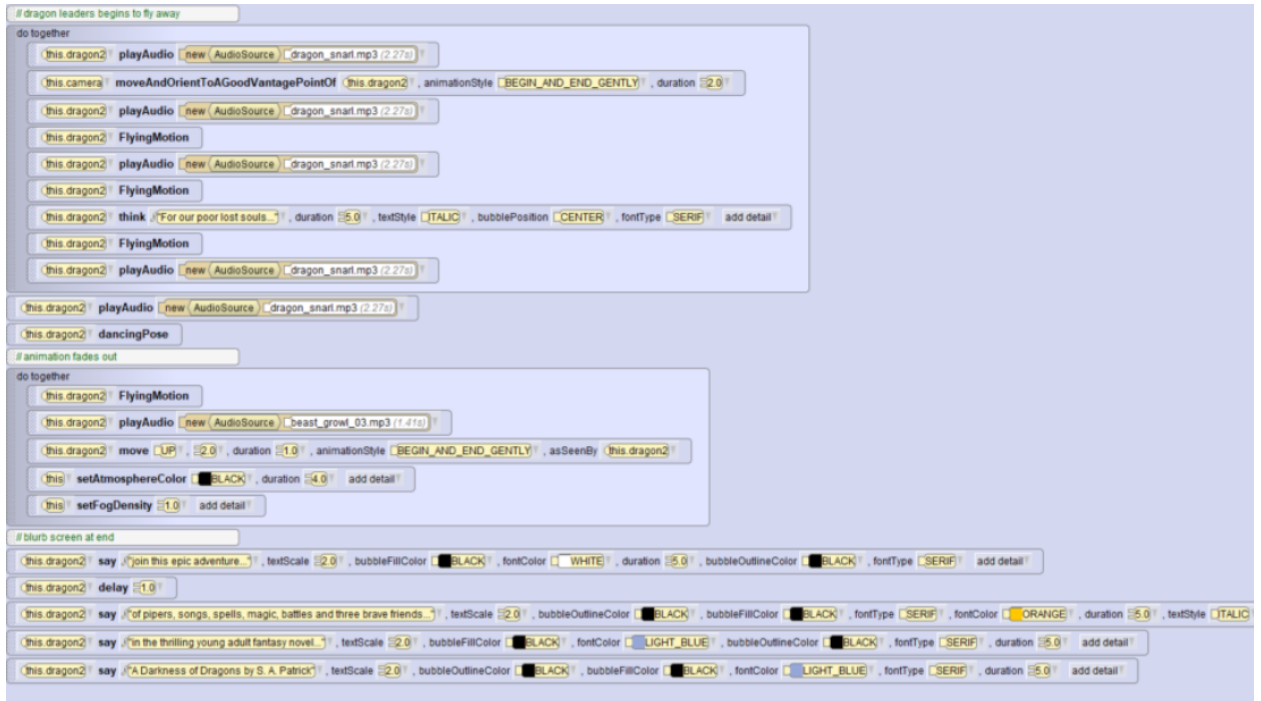 // dragon leaders begins to fly away
do together
this.dragon2 playAudio new AudioSource dragon_snarl.mp3 (2.27s)
this.camera moveAndOrientToAGoodVantagePointOf this.dragon2 , animationStyle BEGIN_AND_END_GENTLY , duration 2.0
this.dragon2 playAudio new AudioSource dragon_snarl.mp3 (2.27s)
this.dragon2 FlyingMotion
this.dragon2 playAudio new AudioSource dragon_snarl.mp3 (2.27s)
this.dragon2 FlyingMotion
this.dragon2 think "For our poor lost souls..." , duration 5.0 , textStyle ITALIC , bubblePosition CENTER , fontType SERIF add detail
this.dragon2 FlyingMotion
this.dragon2 playAudio new AudioSource dragon_snarl.mp3 (2.27s)
this.dragon2 playAudio new AudioSource dragon_snarl.mp3 (2.27s)
this.dragon2 dancingPose
// animation fades out
do together
this.dragon2 FlyingMotion
this.dragon2 playAudio new AudioSource beast_growl_03.mp3 (1.41s)
this.dragon2 move UP , 2.0 , duration 1.0 , animationStyle BEGIN_AND_END_GENTLY , asSeenBy this.dragon2
this setAtmosphereColor BLACK , duration 4.0 add detail
this setFogDensity 1.0 add detail
// blurb screen at end
this.dragon2 say "join this epic adventure..." , textScale 2.0 , bubbleFillColor BLACK , fontColor WHITE , duration 5.0 , bubbleOutlineColor BLACK , fontType SERIF add detail
this.dragon2 delay 1.0
this.dragon2 say "of pipers, songs, spells, magic, battles and three brave friends..." , textScale 2.0 , bubbleOutlineColor BLACK , bubbleFillColor BLACK , fontType SERIF , fontColor ORANGE , duration 5.0 , textStyle ITALIC
this.dragon2 say "in the thrilling young adult fantasy novel..." , textScale 2.0 , bubbleFillColor BLACK , fontColor LIGHT_BLUE , bubbleOutlineColor BLACK , fontType SERIF , duration 5.0 add detail
this.dragon2 say "A Darkness of Dragons by S. A. Patrick" , textScale 2.0 , bubbleOutlineColor BLACK , bubbleFillColor BLACK , fontColor LIGHT_BLUE , fontType SERIF , duration 5.0 add detail